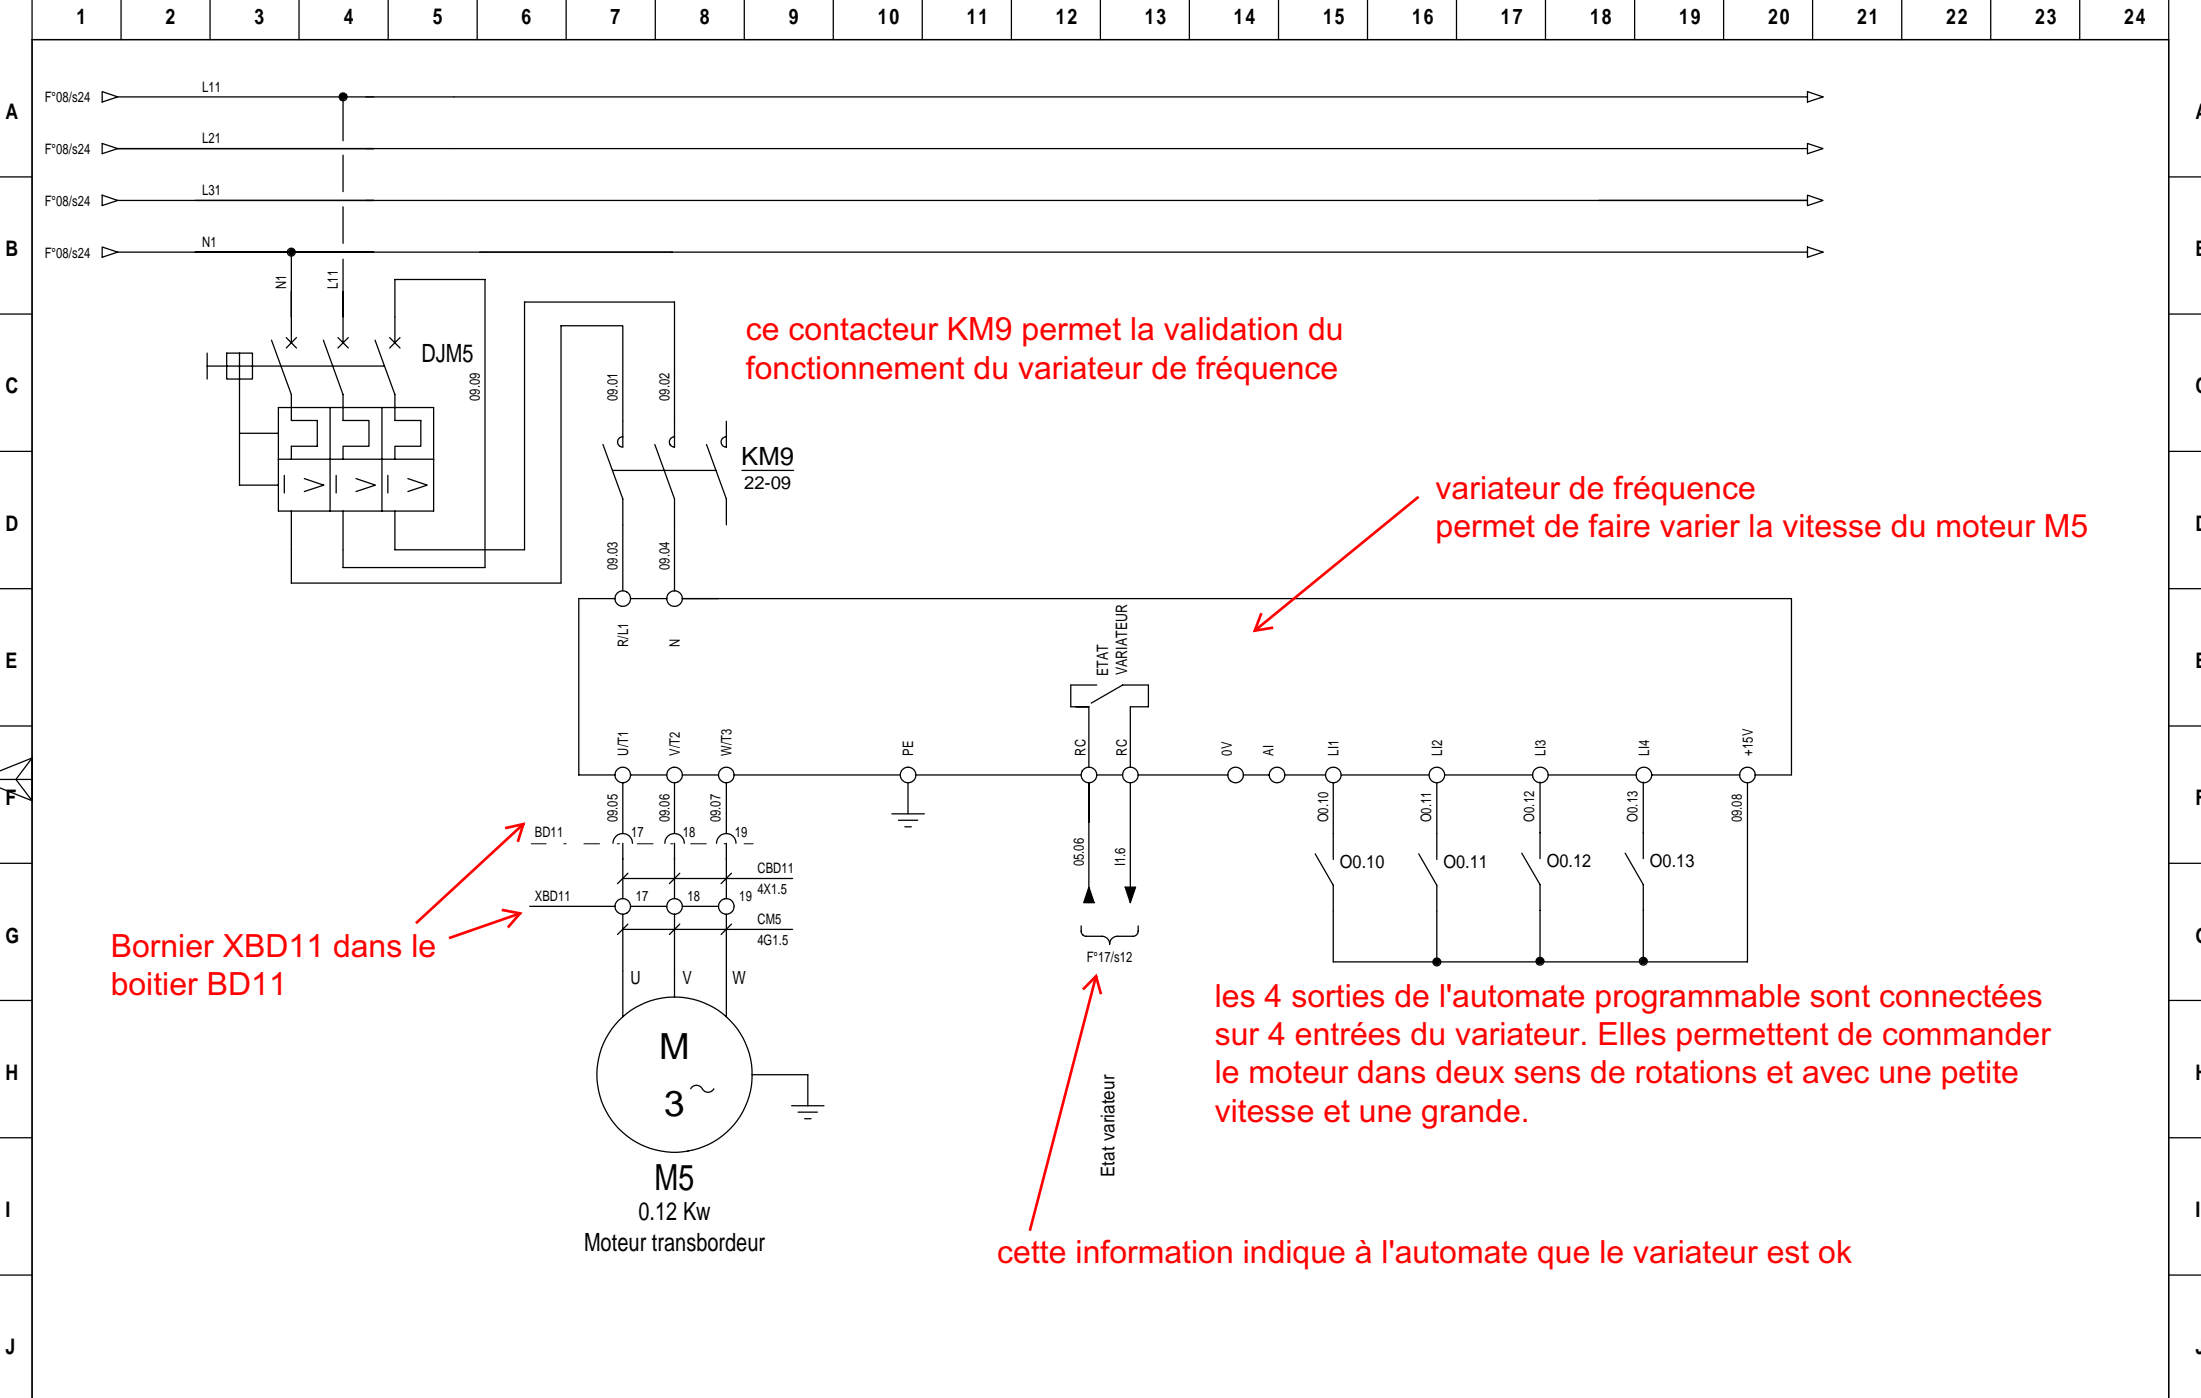 1 2 3 4 5 6 7 8 9 10 11 12 13 14 15 16 17 18 19 20 21 22 23 24
A
F°08/s24 L11
F°08/s24 L21
F°08/s24 L31
B
F°08/s24 N1
N1 L11
ce contacteur KM9 permet la validation du
fonctionnement du variateur de fréquence
C
DJM5
09.09
09.01 09.02
KM9
22-09
variateur de fréquence
permet de faire varier la vitesse du moteur M5
D
09.03 09.04
E
R/L1 N
ETAT
VARIATEUR
U/T1 V/T2 W/T3 PE RC RC 0V AI LI1 LI2 LI3 LI4 +15V
F
09.05 09.06 09.07 05.06 I1.6 O0.10 O0.11 O0.12 O0.13 09.08
BD11 17 18 19
O0.10 O0.11 O0.12 O0.13
CBD11
4X1.5
XBD11 17 18 19
CM5
4G1.5
G
Bornier XBD11 dans le
boitier BD11
F°17/s12
U V W
les 4 sorties de l'automate programmable sont connectées
sur 4 entrées du variateur. Elles permettent de commander
le moteur dans deux sens de rotations et avec une petite
vitesse et une grande.
H
M
3~
Etat variateur
M5
0.12 Kw
Moteur transbordeur
I
cette information indique à l'automate que le variateur est ok
J